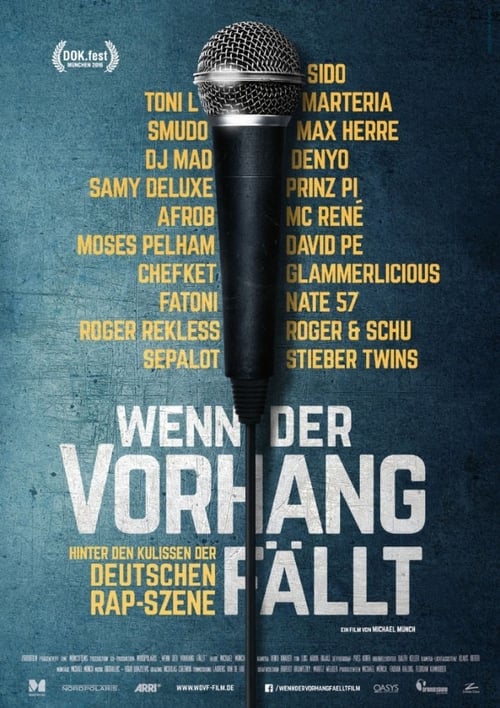 DOK.fest
MÜNCHEN 2016
SIDO
TONI L MARTERIA
SMUDO MAX HERRE
DJ MAD DENYO
SAMY DELUXE PRINZ PI
AFROB MC RENÉ
MOSES PELHAM DAVID PE
CHEFKET GLAMMERLICIOUS
FATONI NATE 57
ROGER REKLESS ROGER & SCHU
SEPALOT STIEBER TWINS
WENN DER
VORHANG
FÄLLT
HINTER DEN KULISSEN DER
DEUTSCHEN
RAP-SZENE
EIN FILM VON MICHAEL MÜNCH
NORDPOLARIS ARRI WWW.WDVF-FILM.DE /WENNDERVORHANGFAELLTFILM OASYS